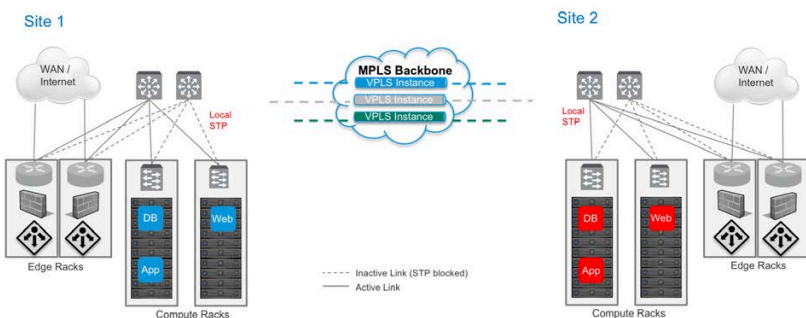 Site 1
Site 2
WAN /
Internet
MPLS Backbone
VPLS Instance
VPLS Instance
VPLS Instance
WAN /
Internet
Local
STP
Local
STP
DB
Web
App
DB
Web
App
Edge Racks
Edge Racks
Inactive Link (STP blocked)
Active Link
Compute Racks
Compute Racks